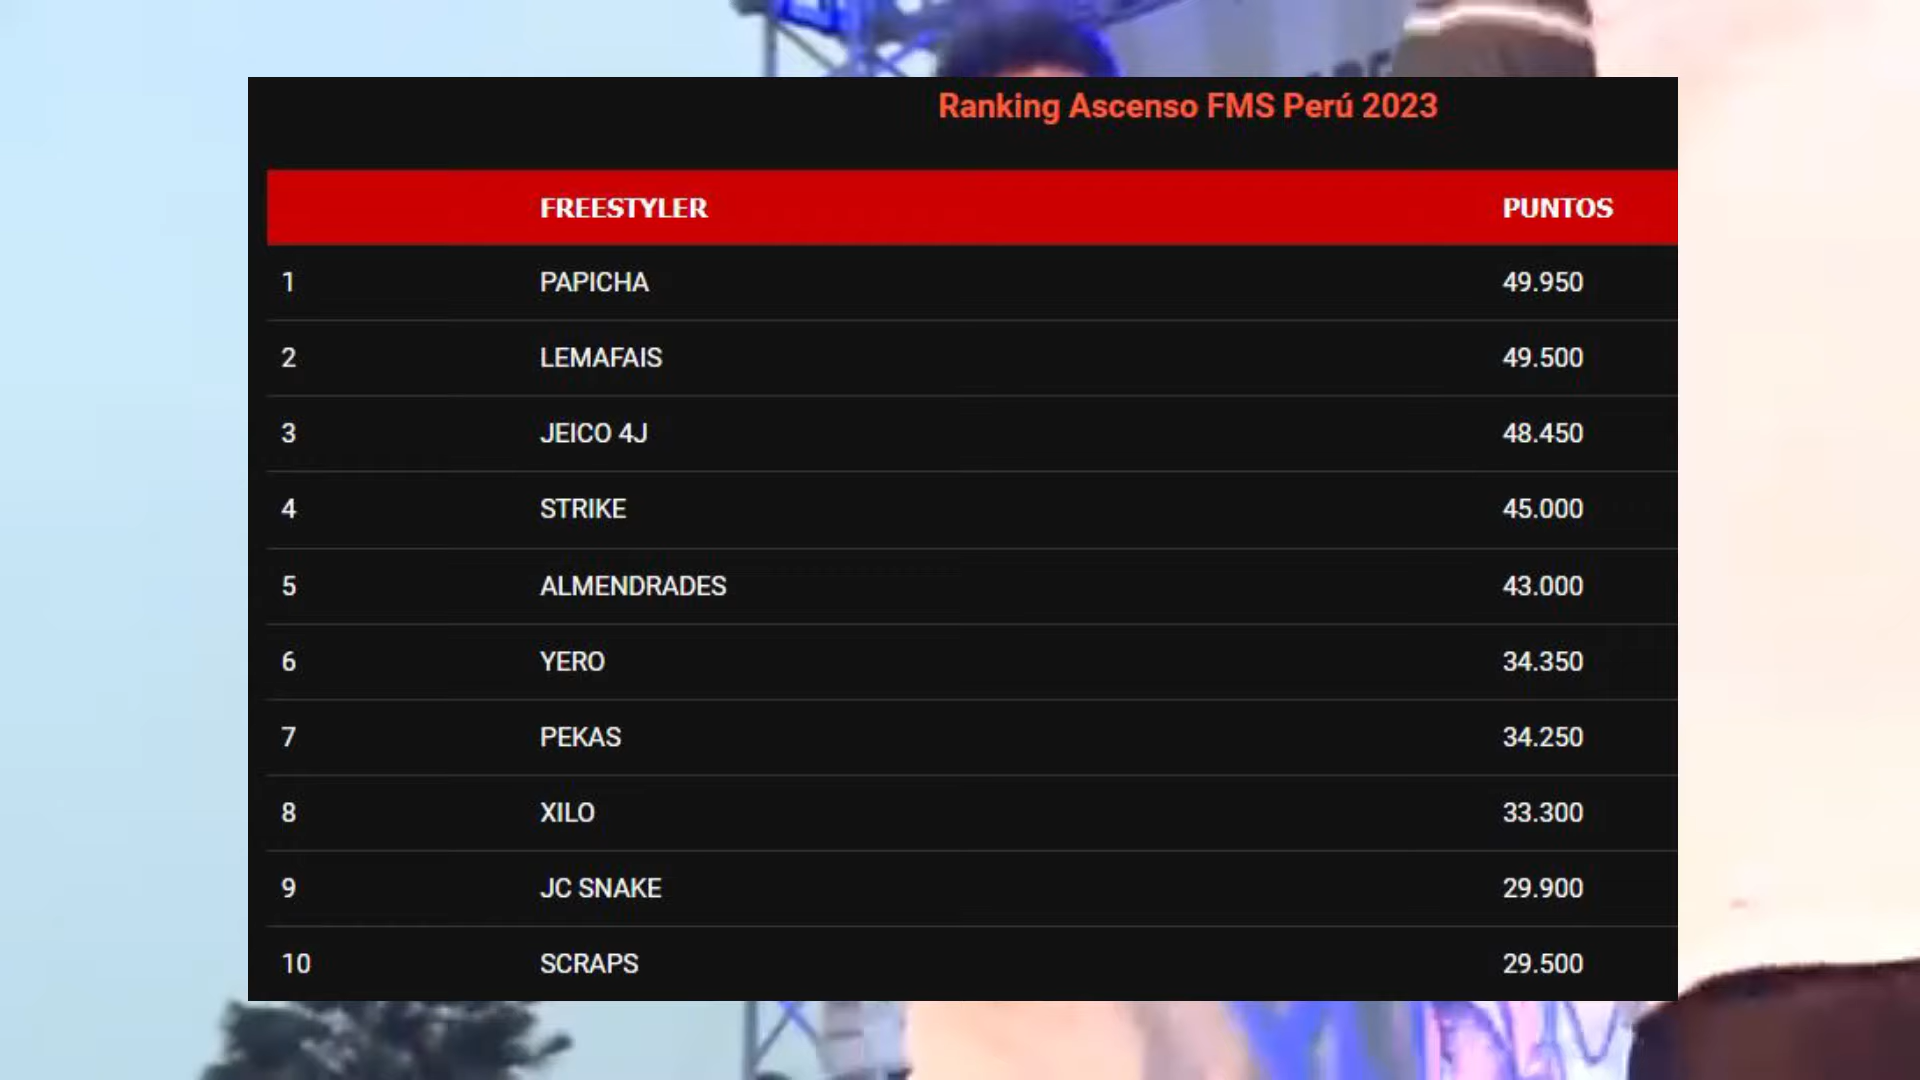 Ranking Ascenso FMS Perú 2023
FREESTYLER PUNTOS
1 PAPICHA 49.950
2 LEMAFAIS 49.500
3 JEICO 4J 48.450
4 STRIKE 45.000
5 ALMENDRADES 43.000
6 YERO 34.350
7 PEKAS 34.250
8 XILO 33.300
9 JC SNAKE 29.900
10 SCRAPS 29.500